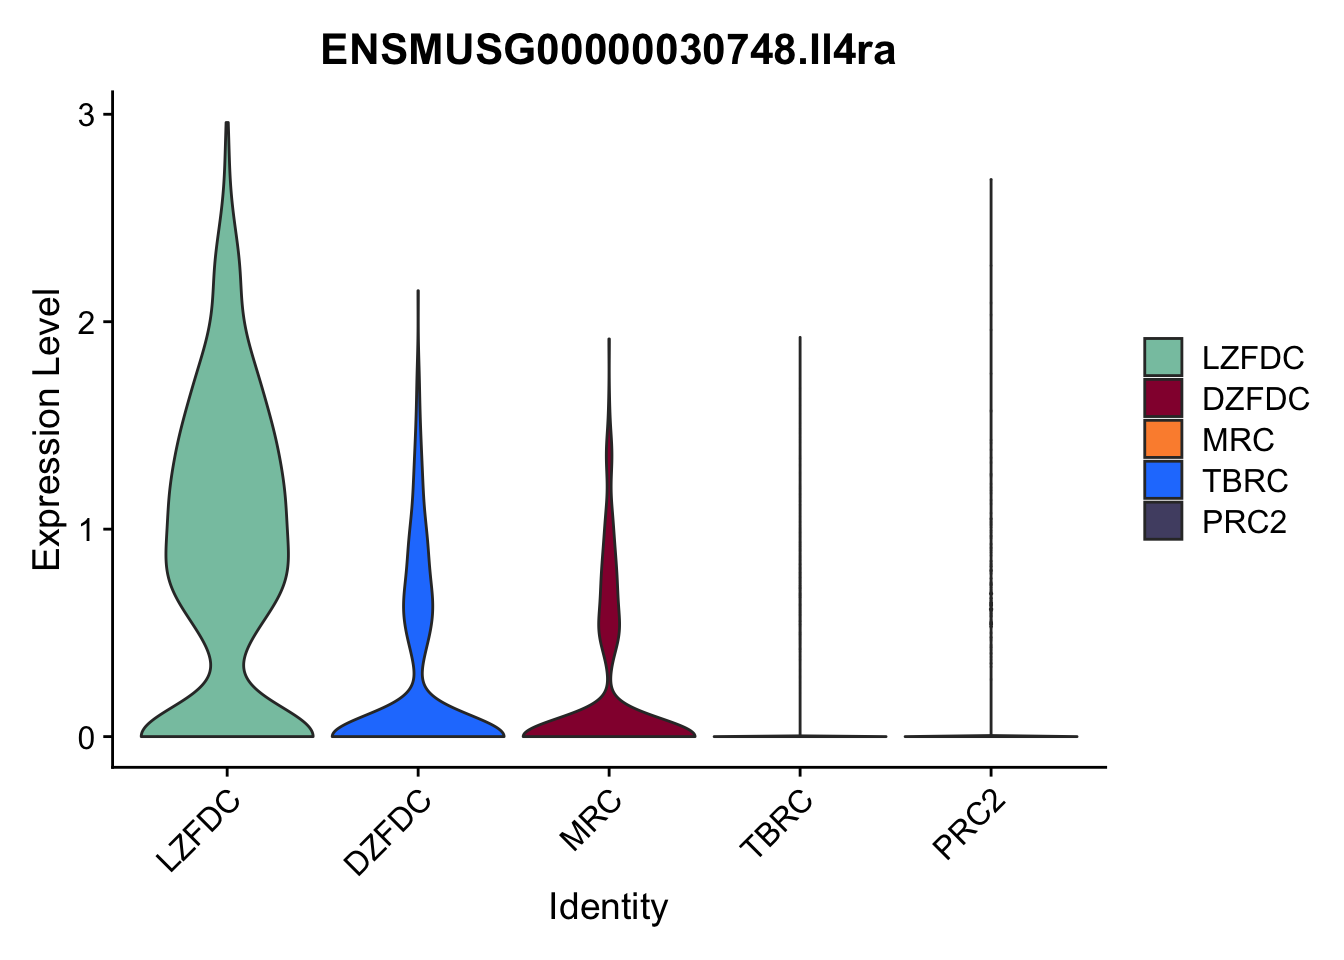 ENSMUSG00000030748.Il4ra
Expression Level
3
2
1
0
LZFDC
DZFDC
MRC
TBRC
PRC2
Identity
LZFDC
DZFDC
MRC
TBRC
PRC2